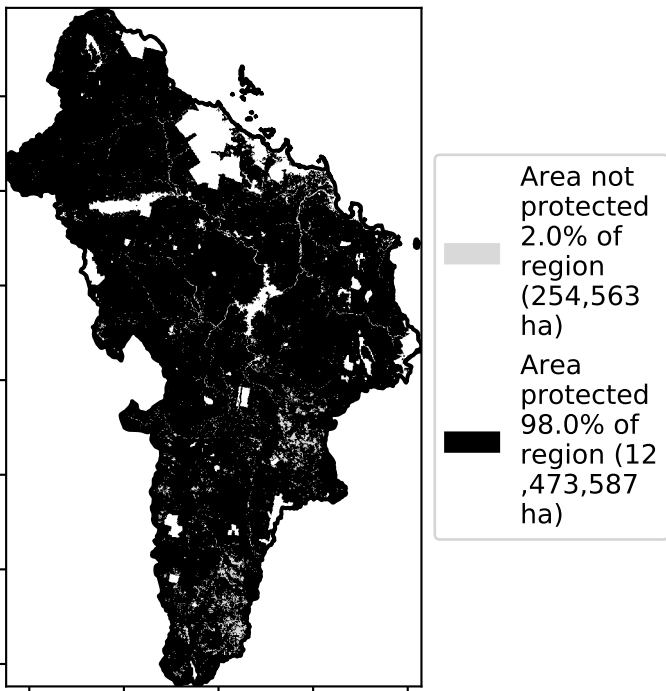 Area not
protected
2.0% of
region
(254,563
ha)
Area
protected
98.0% of
region (12
,473,587
ha)